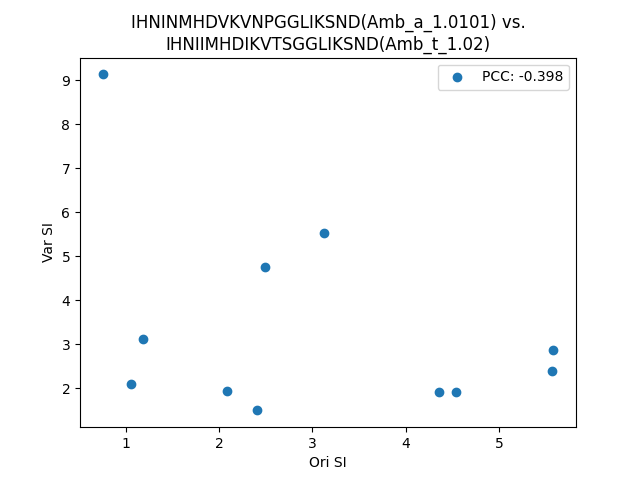 IHNINMHDVKVNPGGLIKSND(Amb_a_1.0101) vs.
IHNIIMHDIKVTSGGLIKSND(Amb_t_1.02)
PCC: -0.398
9
8
7
6
5
4
3
2
Var SI
1
2
3
4
5
Ori SI